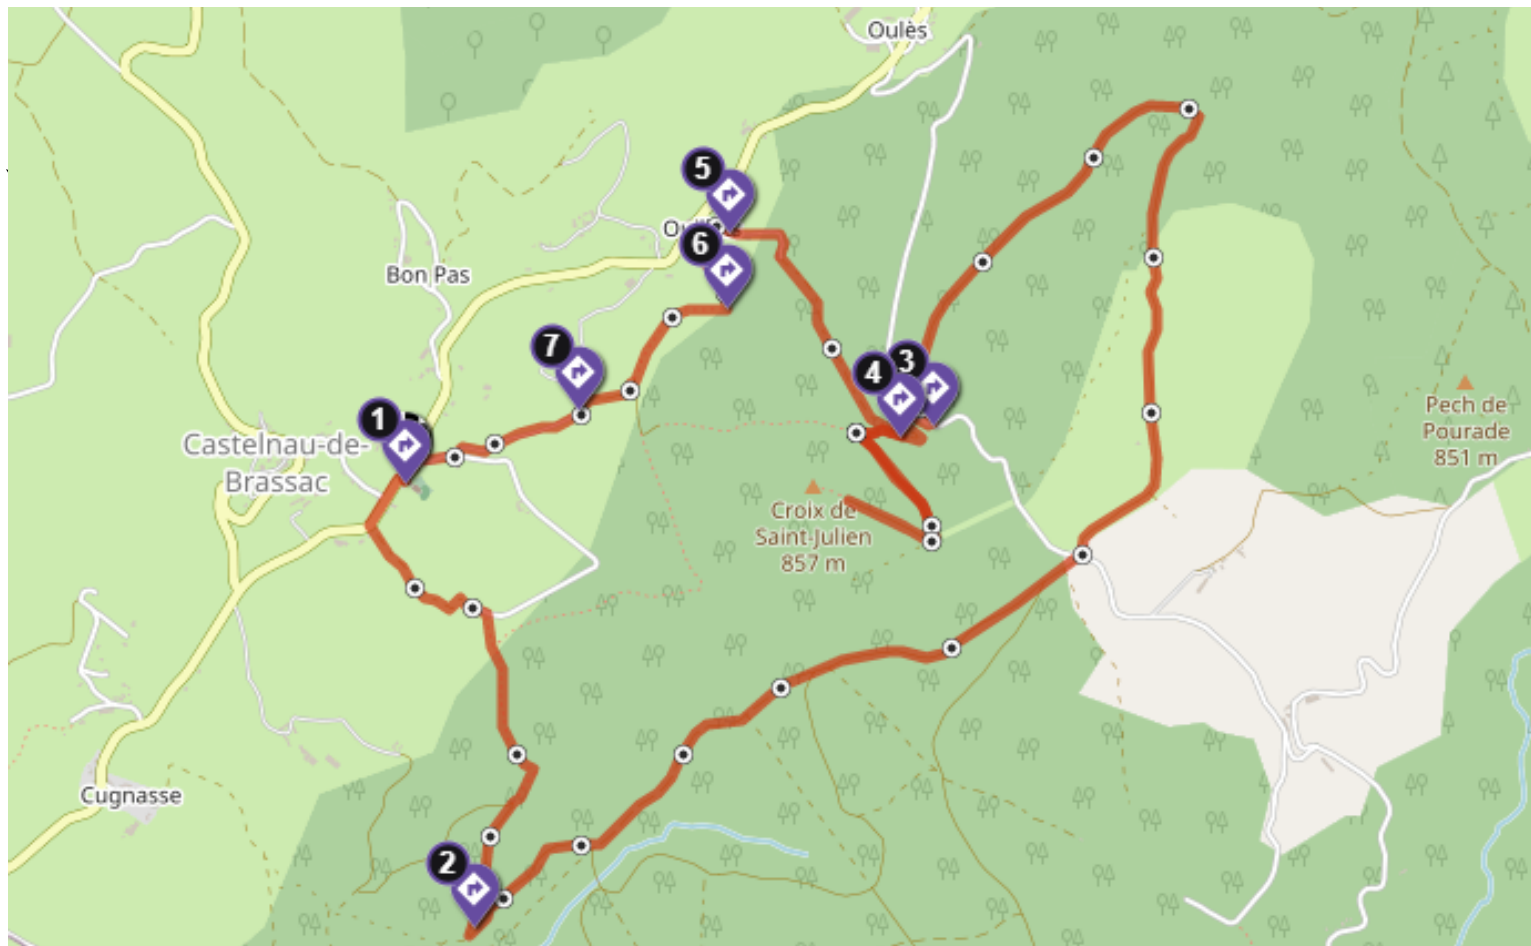 Oulès
5
6
Bon Pas
7
3
4
1
Castelnau-de-
Brassac
Pech de
Pourade
851 m
Croix de
Saint-Julien
857 m
Cugnasse
2